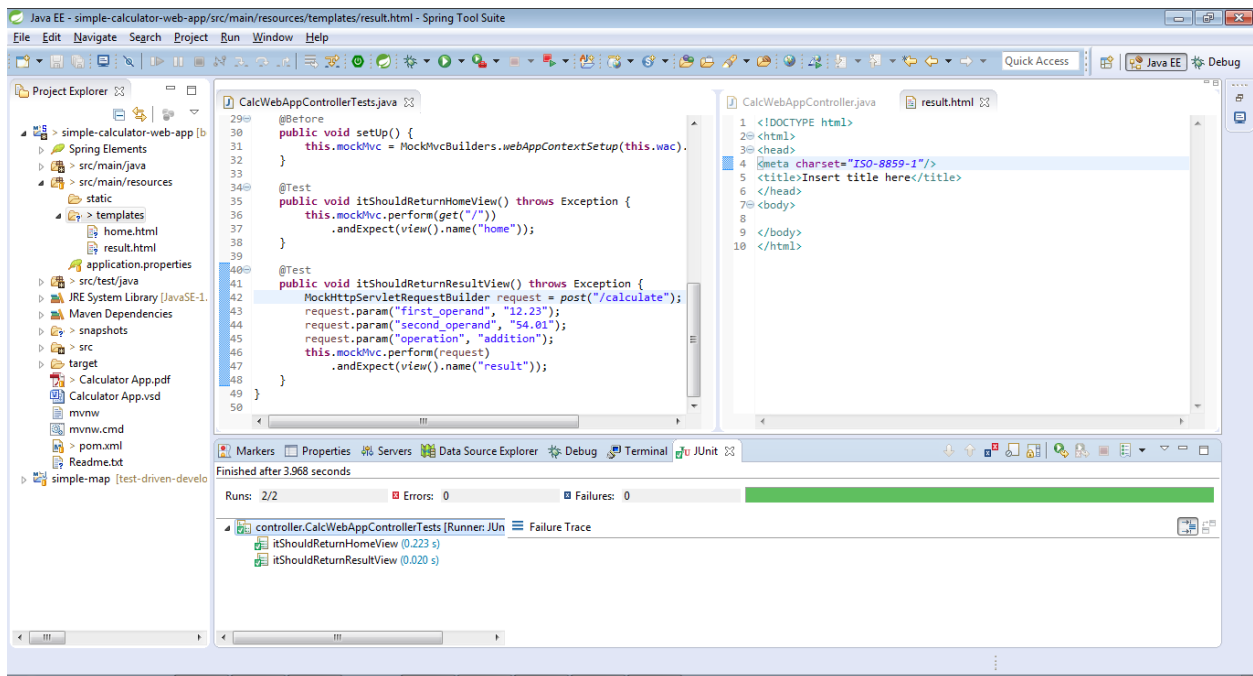 Java EE - simple-calculator-web-app/src/main/resources/templates/result.html - Spring Tool Suite
File Edit Navigate Search Project Run Window Help
Quick Access Java EE Debug
Project Explorer
> simple-calculator-web-app [b
Spring Elements
> src/main/java
> src/main/resources
static
> templates
home.html
result.html
application.properties
> src/test/java
JRE System Library [JavaSE-1.
Maven Dependencies
> snapshots
> src
target
> Calculator App.pdf
Calculator App.vsd
mvnw
mvnw.cmd
> pom.xml
Readme.txt
simple-map [test-driven-develo
CalcWebAppControllerTests.java
29 @Before
30 public void setUp() {
31 this.mockMvc = MockMvcBuilders.webAppContextSetup(this.wac).
32 }
33
34 @Test
35 public void itShouldReturnHomeView() throws Exception {
36 this.mockMvc.perform(get("/"))
37 .andExpect(view().name("home"));
38 }
39
40 @Test
41 public void itShouldReturnResultView() throws Exception {
42 MockHttpServletRequestBuilder request = post("/calculate");
43 request.param("first_operand", "12.23");
44 request.param("second_operand", "54.01");
45 request.param("operation", "addition");
46 this.mockMvc.perform(request)
47 .andExpect(view().name("result"));
48 }
49 }
50
CalcWebAppController.java result.html
1 <!DOCTYPE html>
2 <html>
3 <head>
4 <meta charset="ISO-8859-1"/>
5 <title>Insert title here</title>
6 </head>
7 <body>
8
9 </body>
10 </html>
Markers Properties Servers Data Source Explorer Debug Terminal JUnit
Finished after 3.968 seconds
Runs: 2/2 Errors: 0 Failures: 0
controller.CalcWebAppControllerTests [Runner: JUn
Failure Trace
itShouldReturnHomeView (0.223 s)
itShouldReturnResultView (0.020 s)